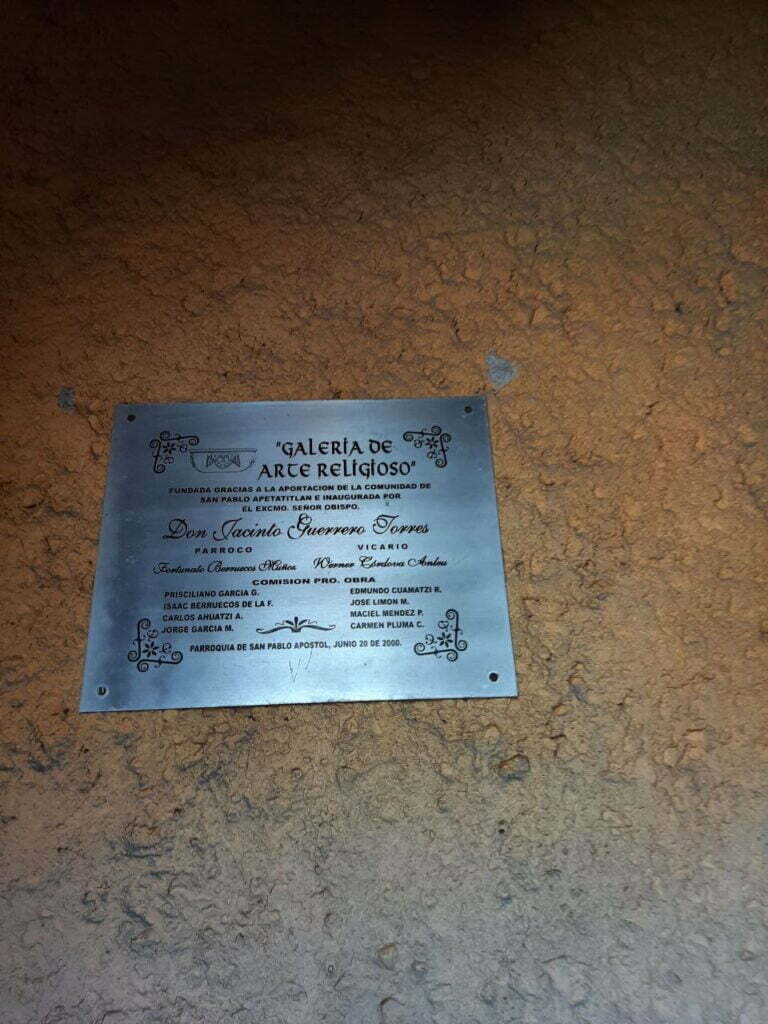 "GALERIA DE
ARTE RELIGIOSO"
FUNDADA GRACIAS A LA APORTACION DE LA COMUNIDAD DE
SAN PABLO APETATITLAN E INAUGURADA POR
EL EXCMO. SEÑOR OBISPO.
Don Jacinto Guerrero Torres
PARROCO VICARIO
Fortunato Berruecos Muñoz Werner Córdova Andeu
COMISION PRO. OBRA
PRISCILIANO GARCIA G. EDMUNDO CUAMATZI R.
ISAAC BERRUECOS DE LA F. JOSE LIMON M.
CARLOS AHUATZI A. MACIEL MENDEZ P.
JORGE GARCIA M. CARMEN PLUMA C.
PARROQUIA DE SAN PABLO APOSTOL, JUNIO 20 DE 2000.